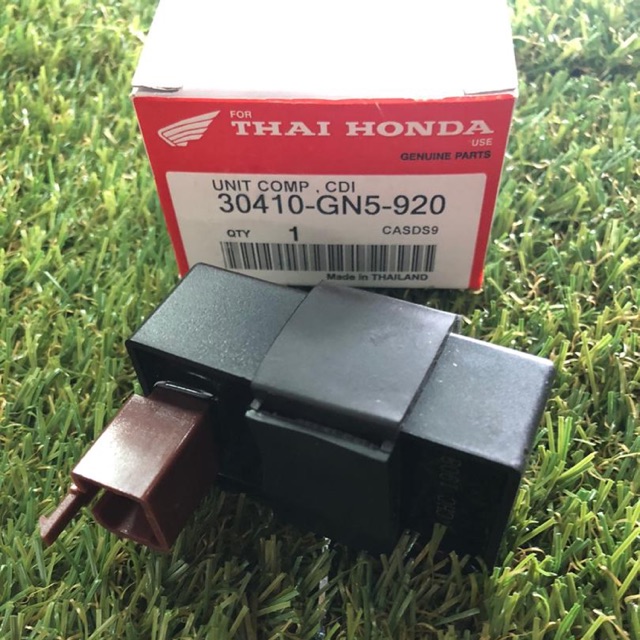 FOR
THAI HONDA
USE
GENUINE PARTS
UNIT COMP . CDI
30410-GN5-920
QTY 1 CASDS9
Made in THAILAND